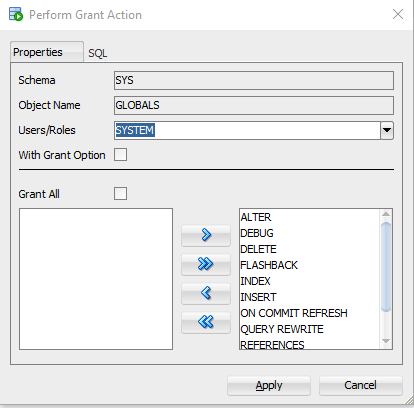 Perform Grant Action
Properties SQL
Schema SYS
Object Name GLOBALS
Users/Roles SYSTEM
With Grant Option
Grant All
ALTER
DEBUG
DELETE
FLASHBACK
INDEX
INSERT
ON COMMIT REFRESH
QUERY REWRITE
REFERENCES
Apply Cancel